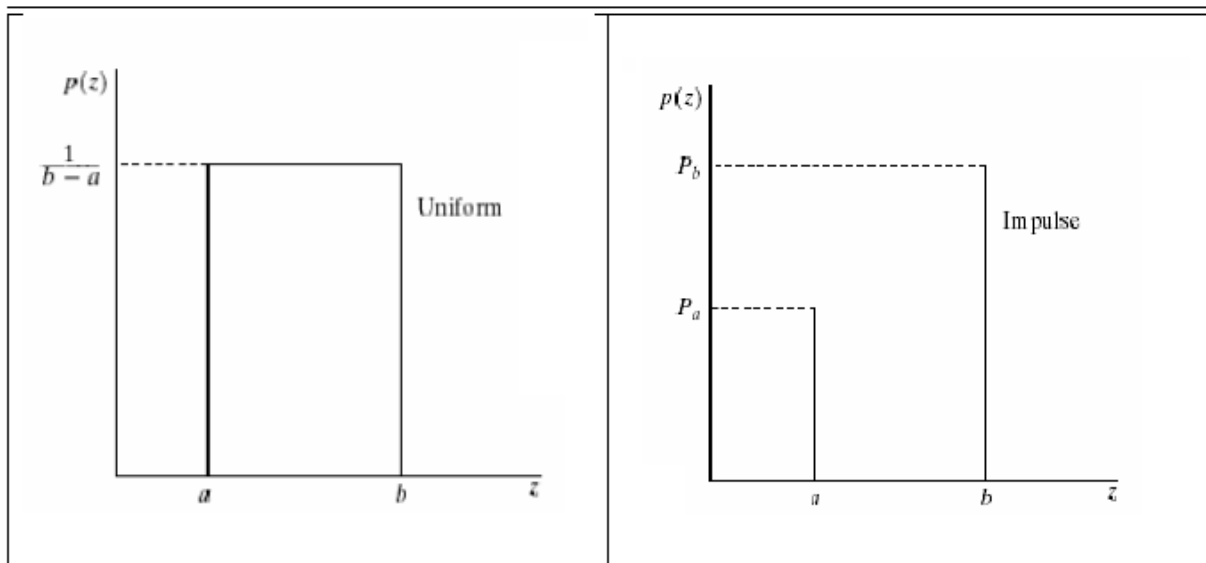 p(z)
1
b − a
Uniform
a
b
z
p(z)
P_b
Impulse
P_a
a
b
z